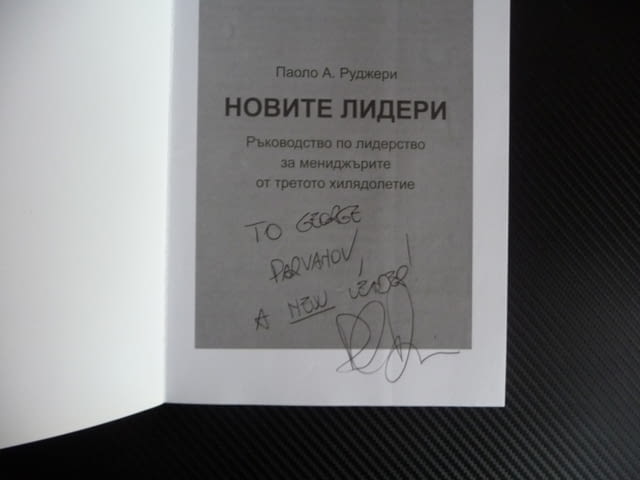 Паоло А. Руджери
НОВИТЕ ЛИДЕРИ
Ръководство по лидерство
за мениджърите
от третото хилядолетие
TO GEORGE
PARVANOV,
A NEW LEADER!